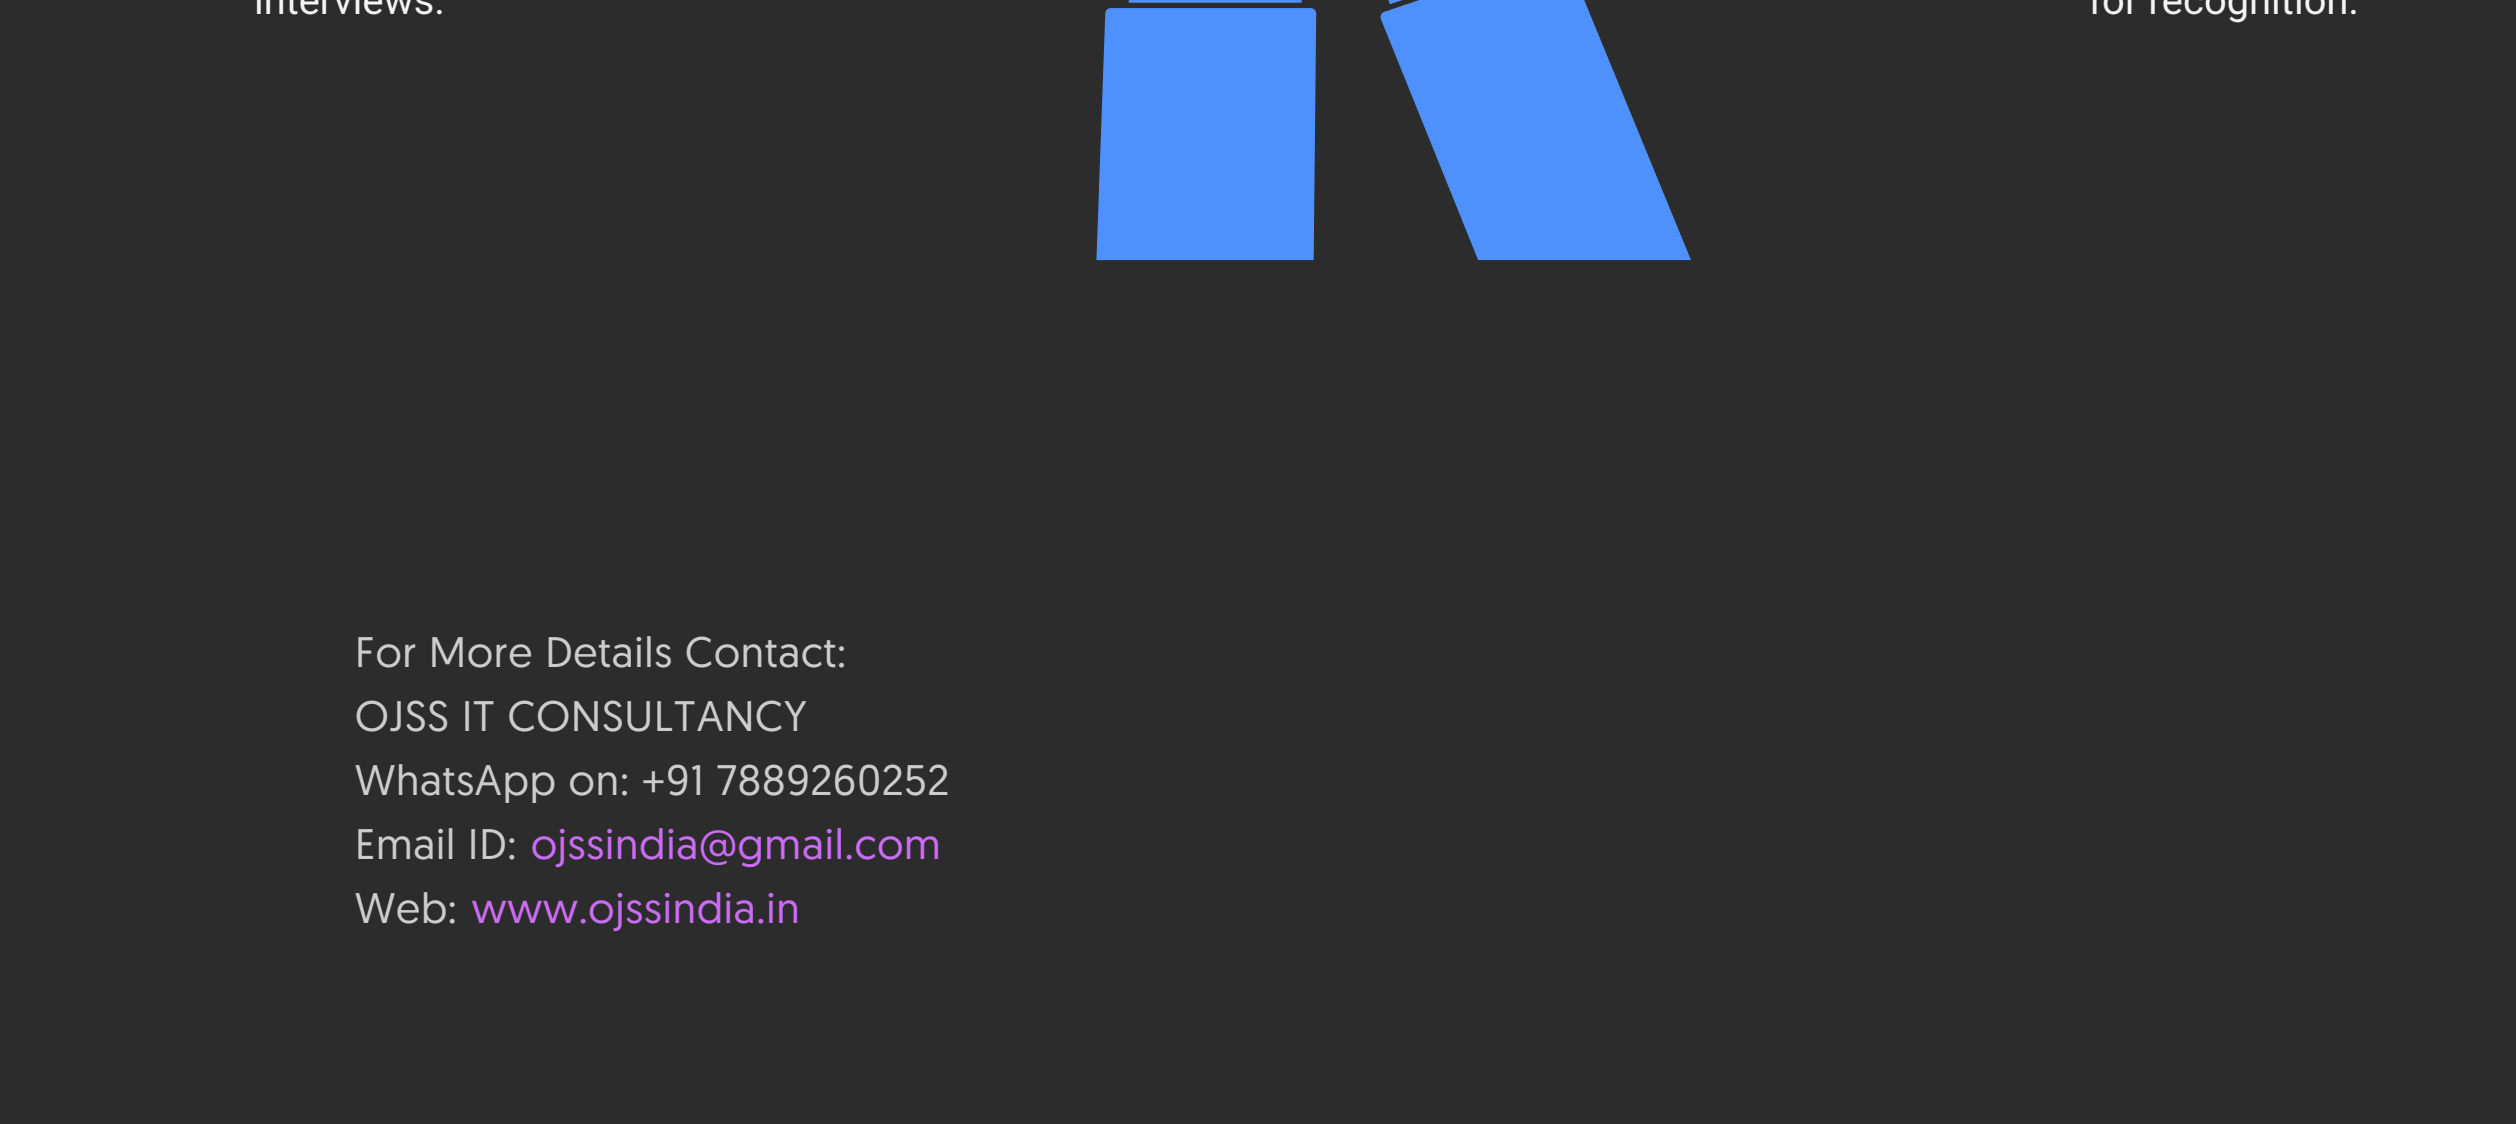 interviews.
for recognition.
For More Details Contact:
OJSS IT CONSULTANCY
WhatsApp on: +91 7889260252
Email ID: ojssindia@gmail.com
Web: www.ojssindia.in